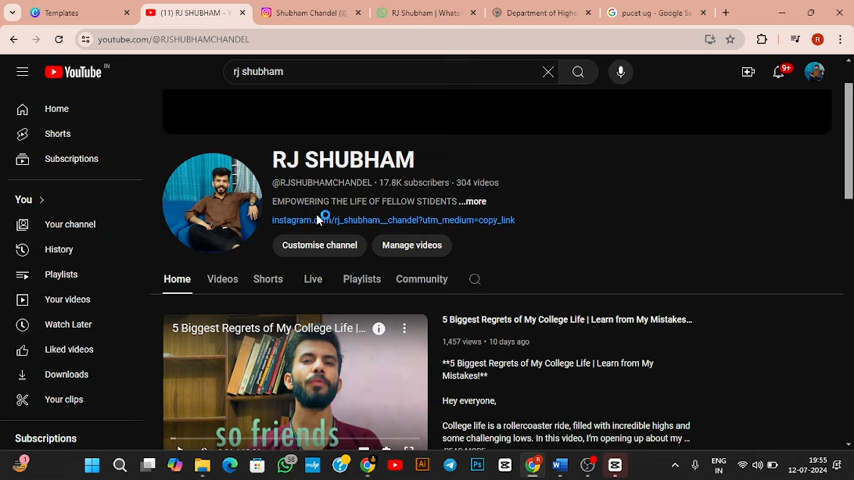 Templates
(11) RJ SHUBHAM - Y
Shubham Chandel (@
RJ Shubham | Whats
Department of Highe
pucet ug - Google Se
youtube.com/@RJSHUBHAMCHANDEL
R
YouTube IN
rj shubham
9+
Home
Shorts
Subscriptions
You
Your channel
History
Playlists
Your videos
Watch Later
Liked videos
Downloads
Your clips
Subscriptions
RJ SHUBHAM
@RJSHUBHAMCHANDEL • 17.8K subscribers • 304 videos
EMPOWERING THE LIFE OF FELLOW STIDENTS ...more
instagram.com/rj_shubham__chandel?utm_medium=copy_link
Customise channel
Manage videos
Home
Videos
Shorts
Live
Playlists
Community
5 Biggest Regrets of My College Life |...
so friends
5 Biggest Regrets of My College Life | Learn from My Mistakes...
1,457 views • 10 days ago
**5 Biggest Regrets of My College Life | Learn from My
Mistakes!**
Hey everyone,
College life is a rollercoaster ride, filled with incredible highs and
some challenging lows. In this video, I'm opening up about my ...
READ MORE
ENG
IN
19:55
12-07-2024